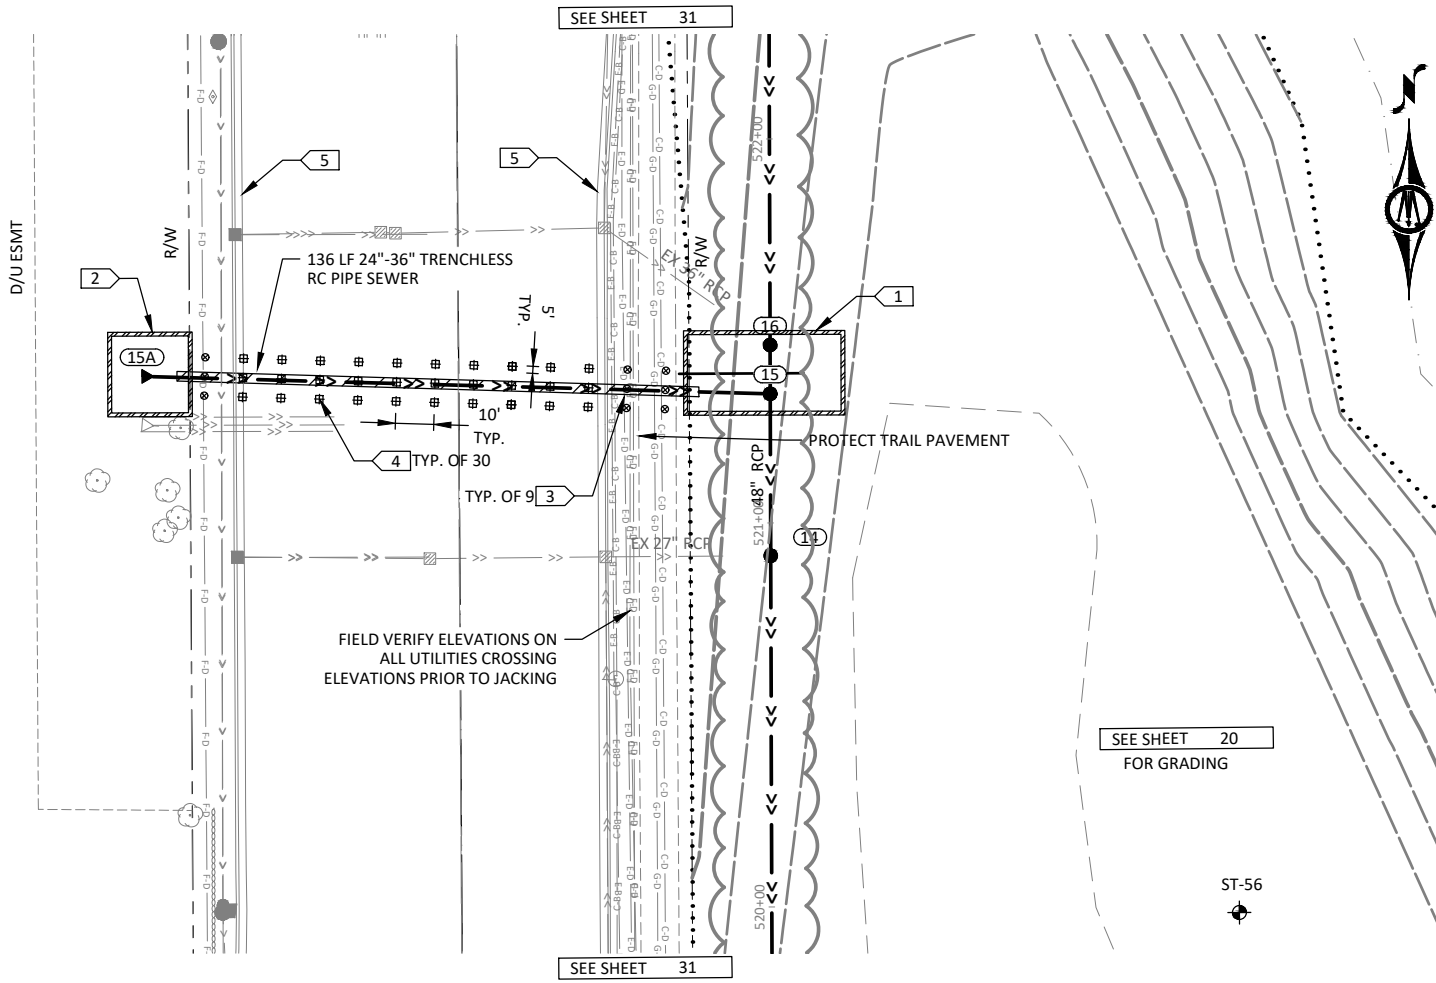 SEE SHEET 31
522+00
5
5
D/U ESMT
R/W
136 LF 24"-36" TRENCHLESS
RC PIPE SEWER
2
R/W
EX 36" RCP
1
5'
TYP.
16
15A
15
10'
TYP.
PROTECT TRAIL PAVEMENT
4 TYP. OF 30
TYP. OF 9 3
48" RCP
521+00
14
EX 27" RCP
FIELD VERIFY ELEVATIONS ON
ALL UTILITIES CROSSING
ELEVATIONS PRIOR TO JACKING
SEE SHEET 20
FOR GRADING
520+00
ST-56
SEE SHEET 31
F-D
E-B
C-B
E-D
G-D
C-D
N